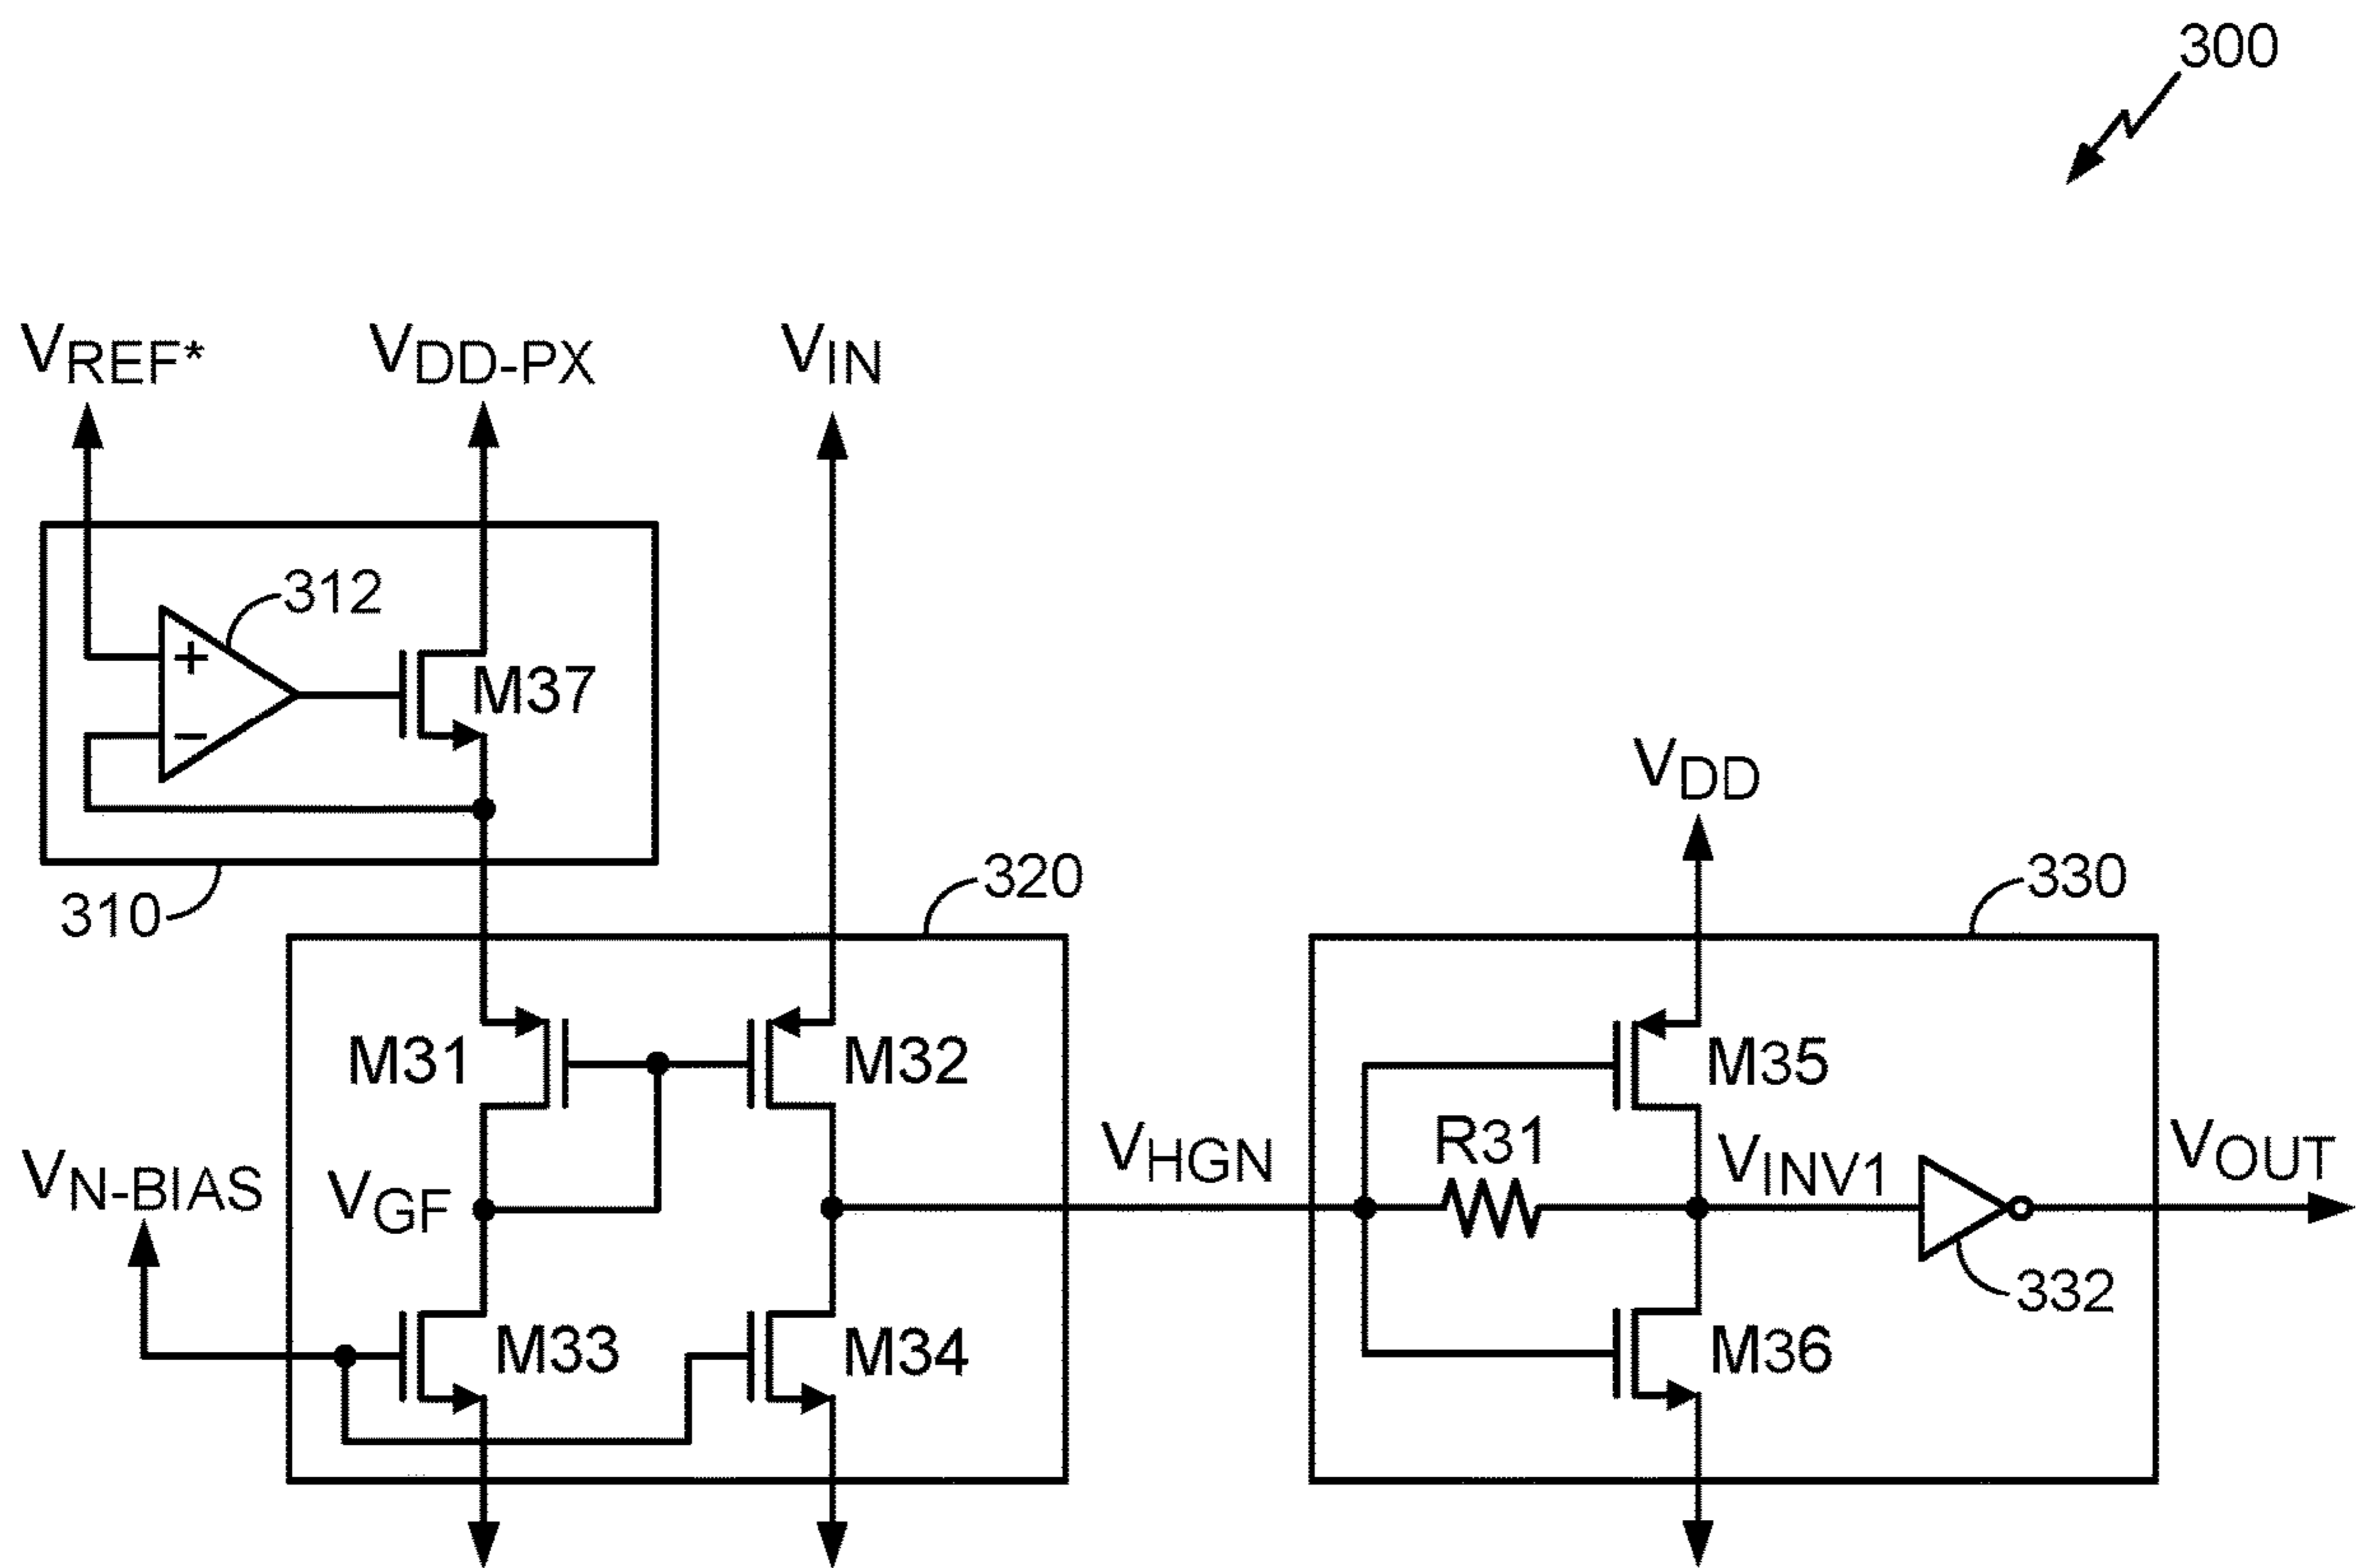 300
VREF*
VDD-PX
VIN
312
+
−
M37
310
320
VDD
330
M31
M32
M35
R31
VHGN
VINV1
VOUT
VN-BIAS
VGF
332
M33
M34
M36